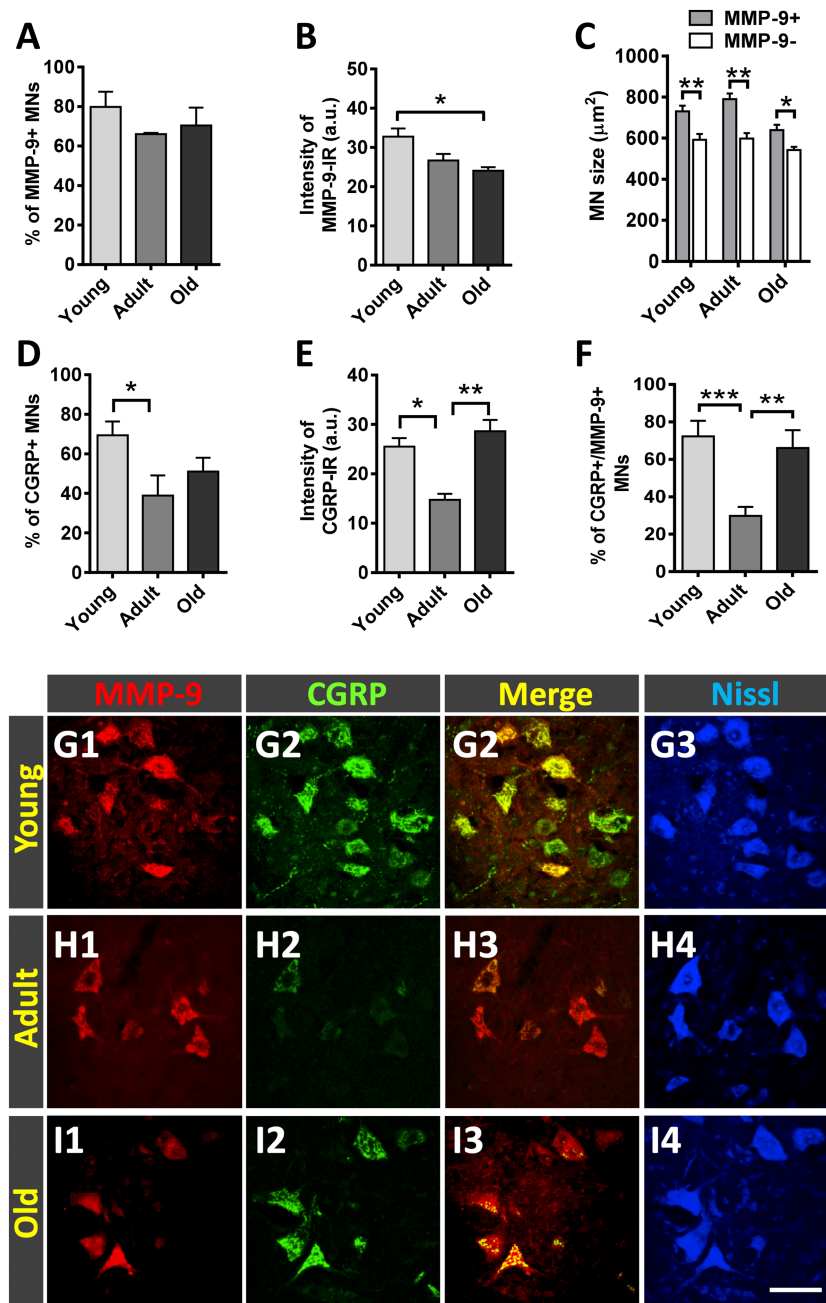 A
% of MMP-9+ MNs
100
80
60
40
20
0
Young
Adult
Old
B
Intensity of
MMP-9-IR (a.u.)
50
40
30
20
10
0
*
Young
Adult
Old
C
MMP-9+
MMP-9-
MN size (μm²)
1000
800
600
400
200
0
**
**
*
Young
Adult
Old
D
% of CGRP+ MNs
100
80
60
40
20
0
*
Young
Adult
Old
E
Intensity of
CGRP-IR (a.u.)
40
30
20
10
0
*
**
Young
Adult
Old
F
% of CGRP+/MMP-9+
MNs
100
80
60
40
20
0
***
**
Young
Adult
Old
MMP-9
CGRP
Merge
Nissl
Young
G1
G2
G2
G3
Adult
H1
H2
H3
H4
Old
I1
I2
I3
I4